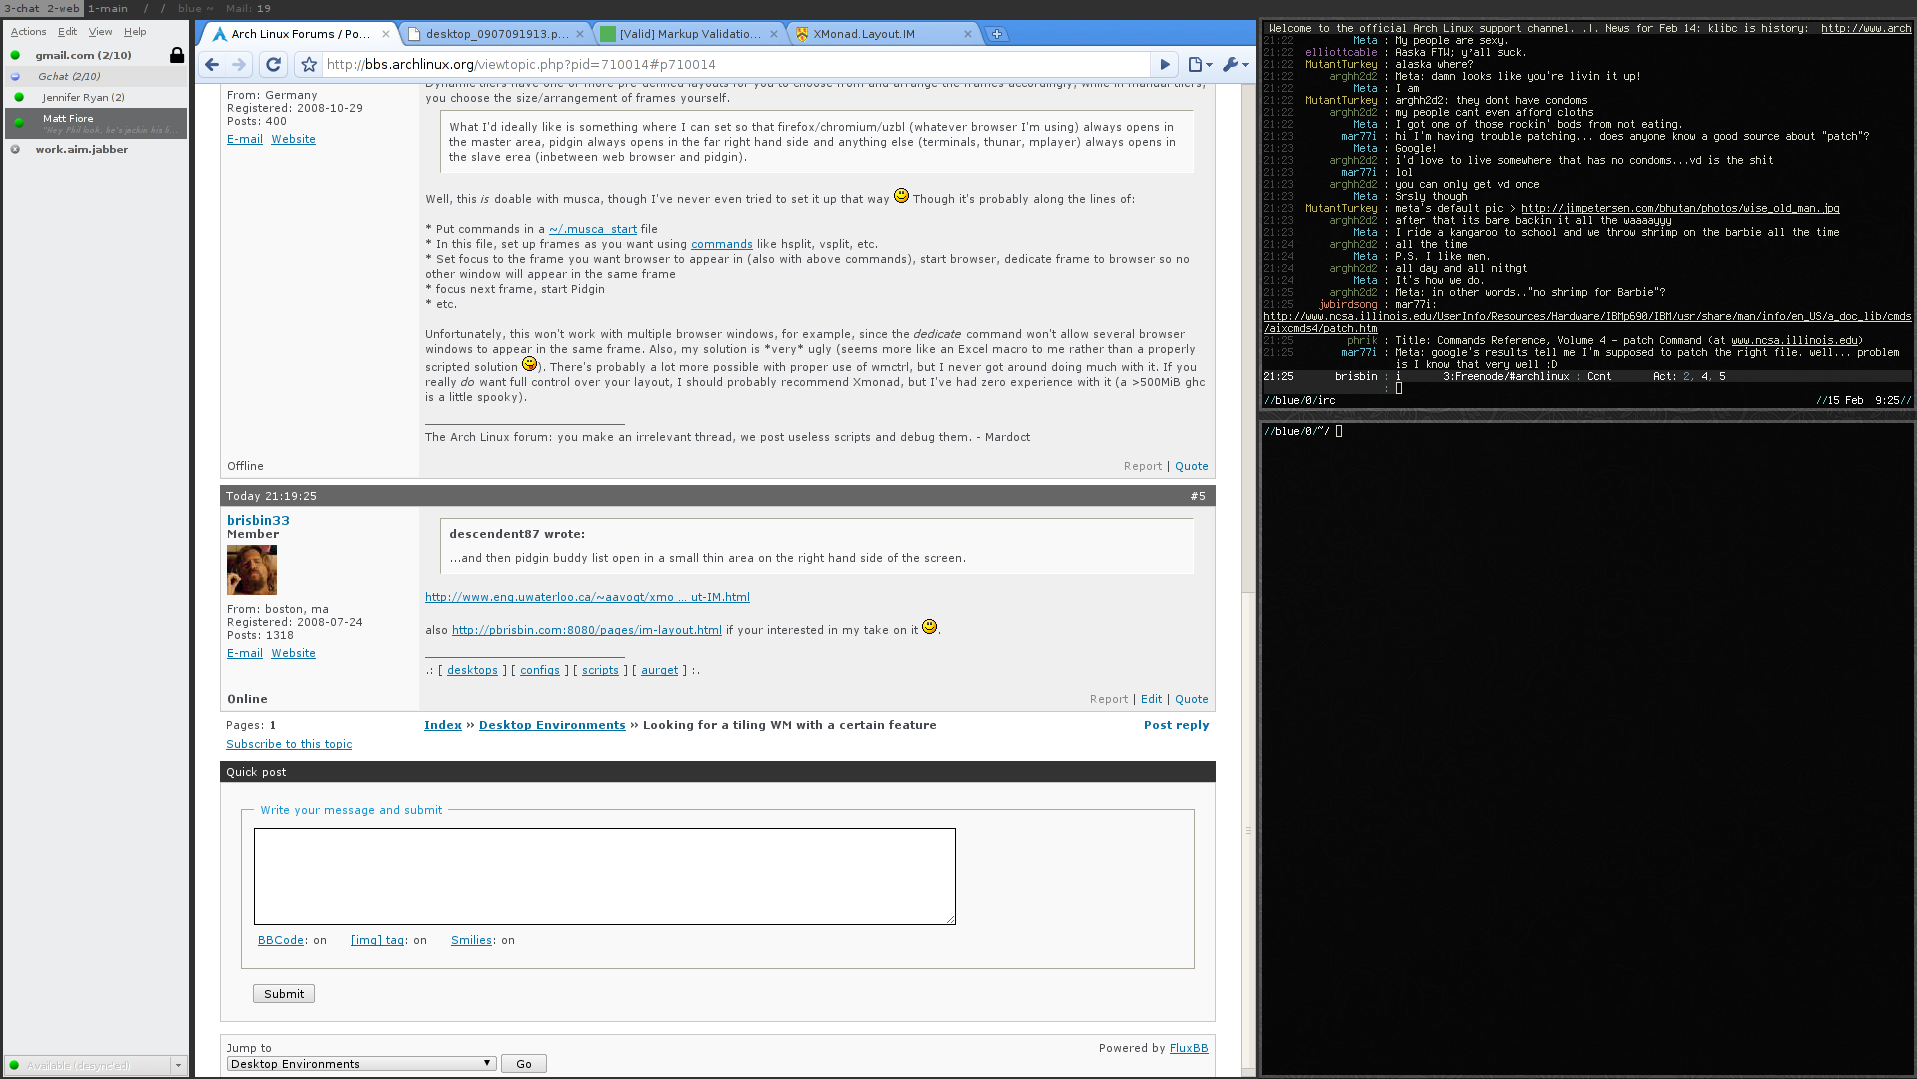 3-chat 2-web 1-main / / blue ~ Mail: 19
Actions Edit View Help
gmail.com (2/10)
Gchat (2/10)
Jennifer Ryan (2)
Matt Fiore
"Hey Phil look, he's jackin his b...
work.aim.jabber
Available (desync'ed)
Arch Linux Forums / Po...
desktop_0907091913.p...
[Valid] Markup Validatio...
XMonad.Layout.IM
http://bbs.archlinux.org/viewtopic.php?pid=710014#p710014
From: Germany
Registered: 2008-10-29
Posts: 400
E-mail Website
Dynamic tilers have one or more pre-defined layouts for you to choose from and arrange the frames accordingly, while in manual tilers,
you choose the size/arrangement of frames yourself.
What I'd ideally like is something where I can set so that firefox/chromium/uzbl (whatever browser I'm using) always opens in
the master area, pidgin always opens in the far right hand side and anything else (terminals, thunar, mplayer) always opens in
the slave erea (inbetween web browser and pidgin).
Well, this is doable with musca, though I've never even tried to set it up that way Though it's probably along the lines of:
* Put commands in a ~/.musca_start file
* In this file, set up frames as you want using commands like hsplit, vsplit, etc.
* Set focus to the frame you want browser to appear in (also with above commands), start browser, dedicate frame to browser so no
other window will appear in the same frame
* focus next frame, start Pidgin
* etc.
Unfortunately, this won't work with multiple browser windows, for example, since the dedicate command won't allow several browser
windows to appear in the same frame. Also, my solution is *very* ugly (seems more like an Excel macro to me rather than a properly
scripted solution ). There's probably a lot more possible with proper use of wmctrl, but I never got around doing much with it. If you
really do want full control over your layout, I should probably recommend Xmonad, but I've had zero experience with it (a >500MiB ghc
is a little spooky).
The Arch Linux forum: you make an irrelevant thread, we post useless scripts and debug them. - Mardoct
Offline
Report | Quote
Today 21:19:25 #5
brisbin33
Member
From: boston, ma
Registered: 2008-07-24
Posts: 1318
E-mail Website
descendent87 wrote:
...and then pidgin buddy list open in a small thin area on the right hand side of the screen.
http://www.eng.uwaterloo.ca/~aavogt/xmo ... ut-IM.html
also http://pbrisbin.com:8080/pages/im-layout.html if your interested in my take on it .
.: [ desktops ] [ configs ] [ scripts ] [ aurget ] :.
Online
Report | Edit | Quote
Pages: 1
Index » Desktop Environments » Looking for a tiling WM with a certain feature
Post reply
Subscribe to this topic
Quick post
Write your message and submit
BBCode: on [img] tag: on Smilies: on
Submit
Jump to
Desktop Environments Go
Powered by FluxBB
Welcome to the official Arch Linux support channel. .|. News for Feb 14: klibc is history: http://www.arch
21:22 Meta : My people are sexy.
21:22 elliottcable : Aaska FTW; y'all suck.
21:22 MutantTurkey : alaska where?
21:22 arghh2d2 : Meta: damn looks like you're livin it up!
21:22 Meta : I am
21:22 MutantTurkey : arghh2d2: they dont have condoms
21:22 arghh2d2 : my people cant even afford cloths
21:22 Meta : I got one of those rockin' bods from not eating.
21:22 mar77i : hi I'm having trouble patching... does anyone know a good source about "patch"?
21:23 Meta : Google!
21:23 arghh2d2 : i'd love to live somewhere that has no condoms...vd is the shit
21:23 mar77i : lol
21:23 arghh2d2 : you can only get vd once
21:23 Meta : Srsly though
21:23 MutantTurkey : meta's default pic > http://jimpetersen.com/bhutan/photos/wise_old_man.jpg
21:23 arghh2d2 : after that its bare backin it all the waaaayyy
21:23 Meta : I ride a kangaroo to school and we throw shrimp on the barbie all the time
21:24 arghh2d2 : all the time
21:24 Meta : P.S. I like men.
21:24 arghh2d2 : all day and all nithgt
21:24 Meta : It's how we do.
21:25 arghh2d2 : Meta: in other words.."no shrimp for Barbie"?
21:25 jwbirdsong : mar77i:
http://www.ncsa.illinois.edu/UserInfo/Resources/Hardware/IBMp690/IBM/usr/share/man/info/en_US/a_doc_lib/cmds
/aixcmds4/patch.htm
21:25 phrik : Title: Commands Reference, Volume 4 - patch Command (at www.ncsa.illinois.edu)
21:25 mar77i : Meta: google's results tell me I'm supposed to patch the right file. well... problem
is I know that very well :D
21:25 brisbin : i 3:Freenode/#archlinux : Ccnt Act: 2, 4, 5
:
//blue/0/irc //15 Feb 9:25//
//blue/0/~/